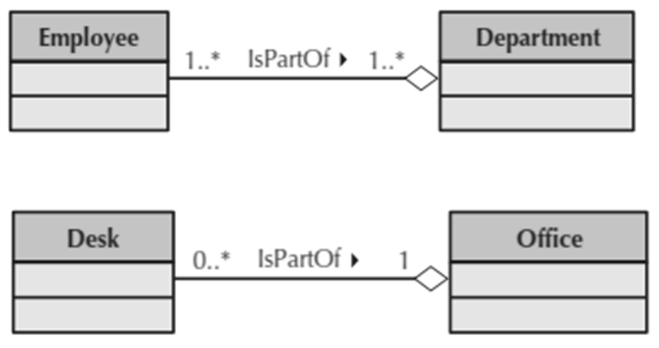 Employee
1..* IsPartOf ▶ 1..*
Department
Desk
0..* IsPartOf ▶ 1
Office